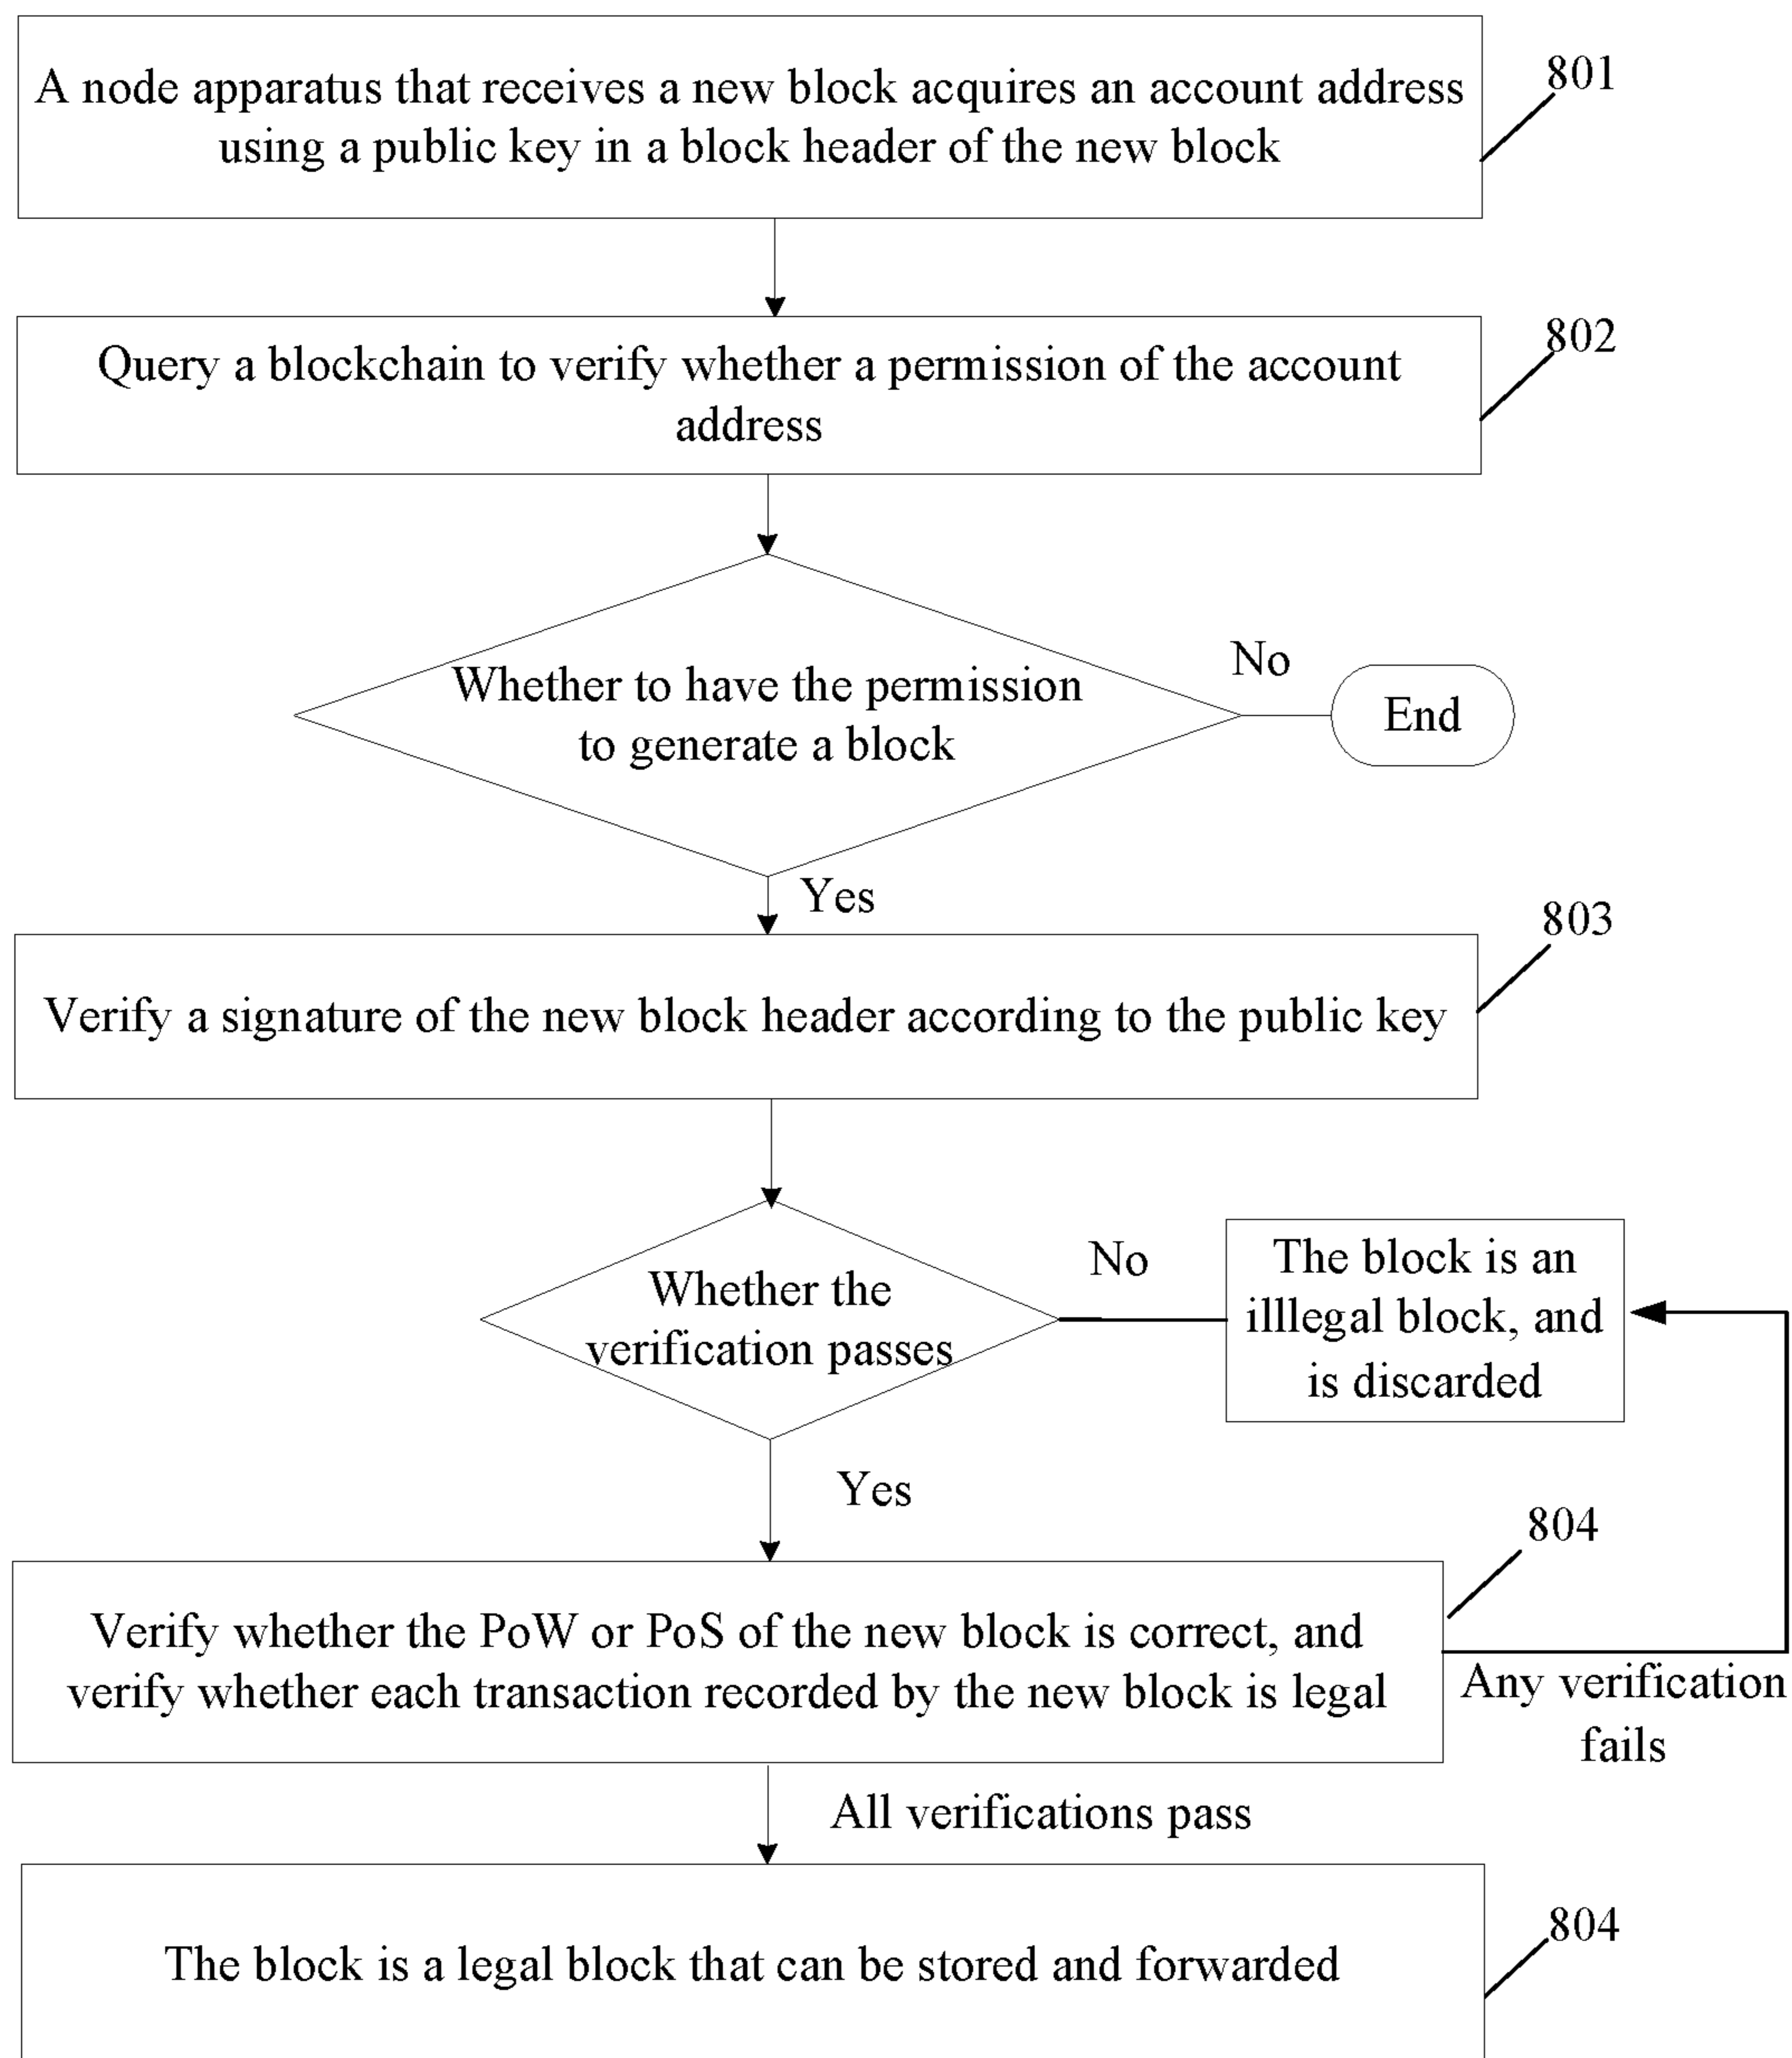 A node apparatus that receives a new block acquires an account address
using a public key in a block header of the new block
801
Query a blockchain to verify whether a permission of the account
address
802
Whether to have the permission
to generate a block
No
End
Yes
803
Verify a signature of the new block header according to the public key
Whether the
verification passes
No
The block is an
illlegal block, and
is discarded
Yes
804
Verify whether the PoW or PoS of the new block is correct, and
verify whether each transaction recorded by the new block is legal
Any verification
fails
All verifications pass
804
The block is a legal block that can be stored and forwarded